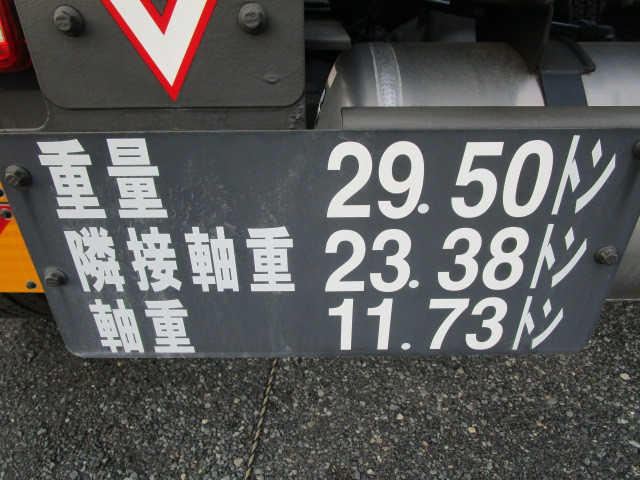 重量 29.50トン
隣接軸重 23.38トン
軸重 11.73トン